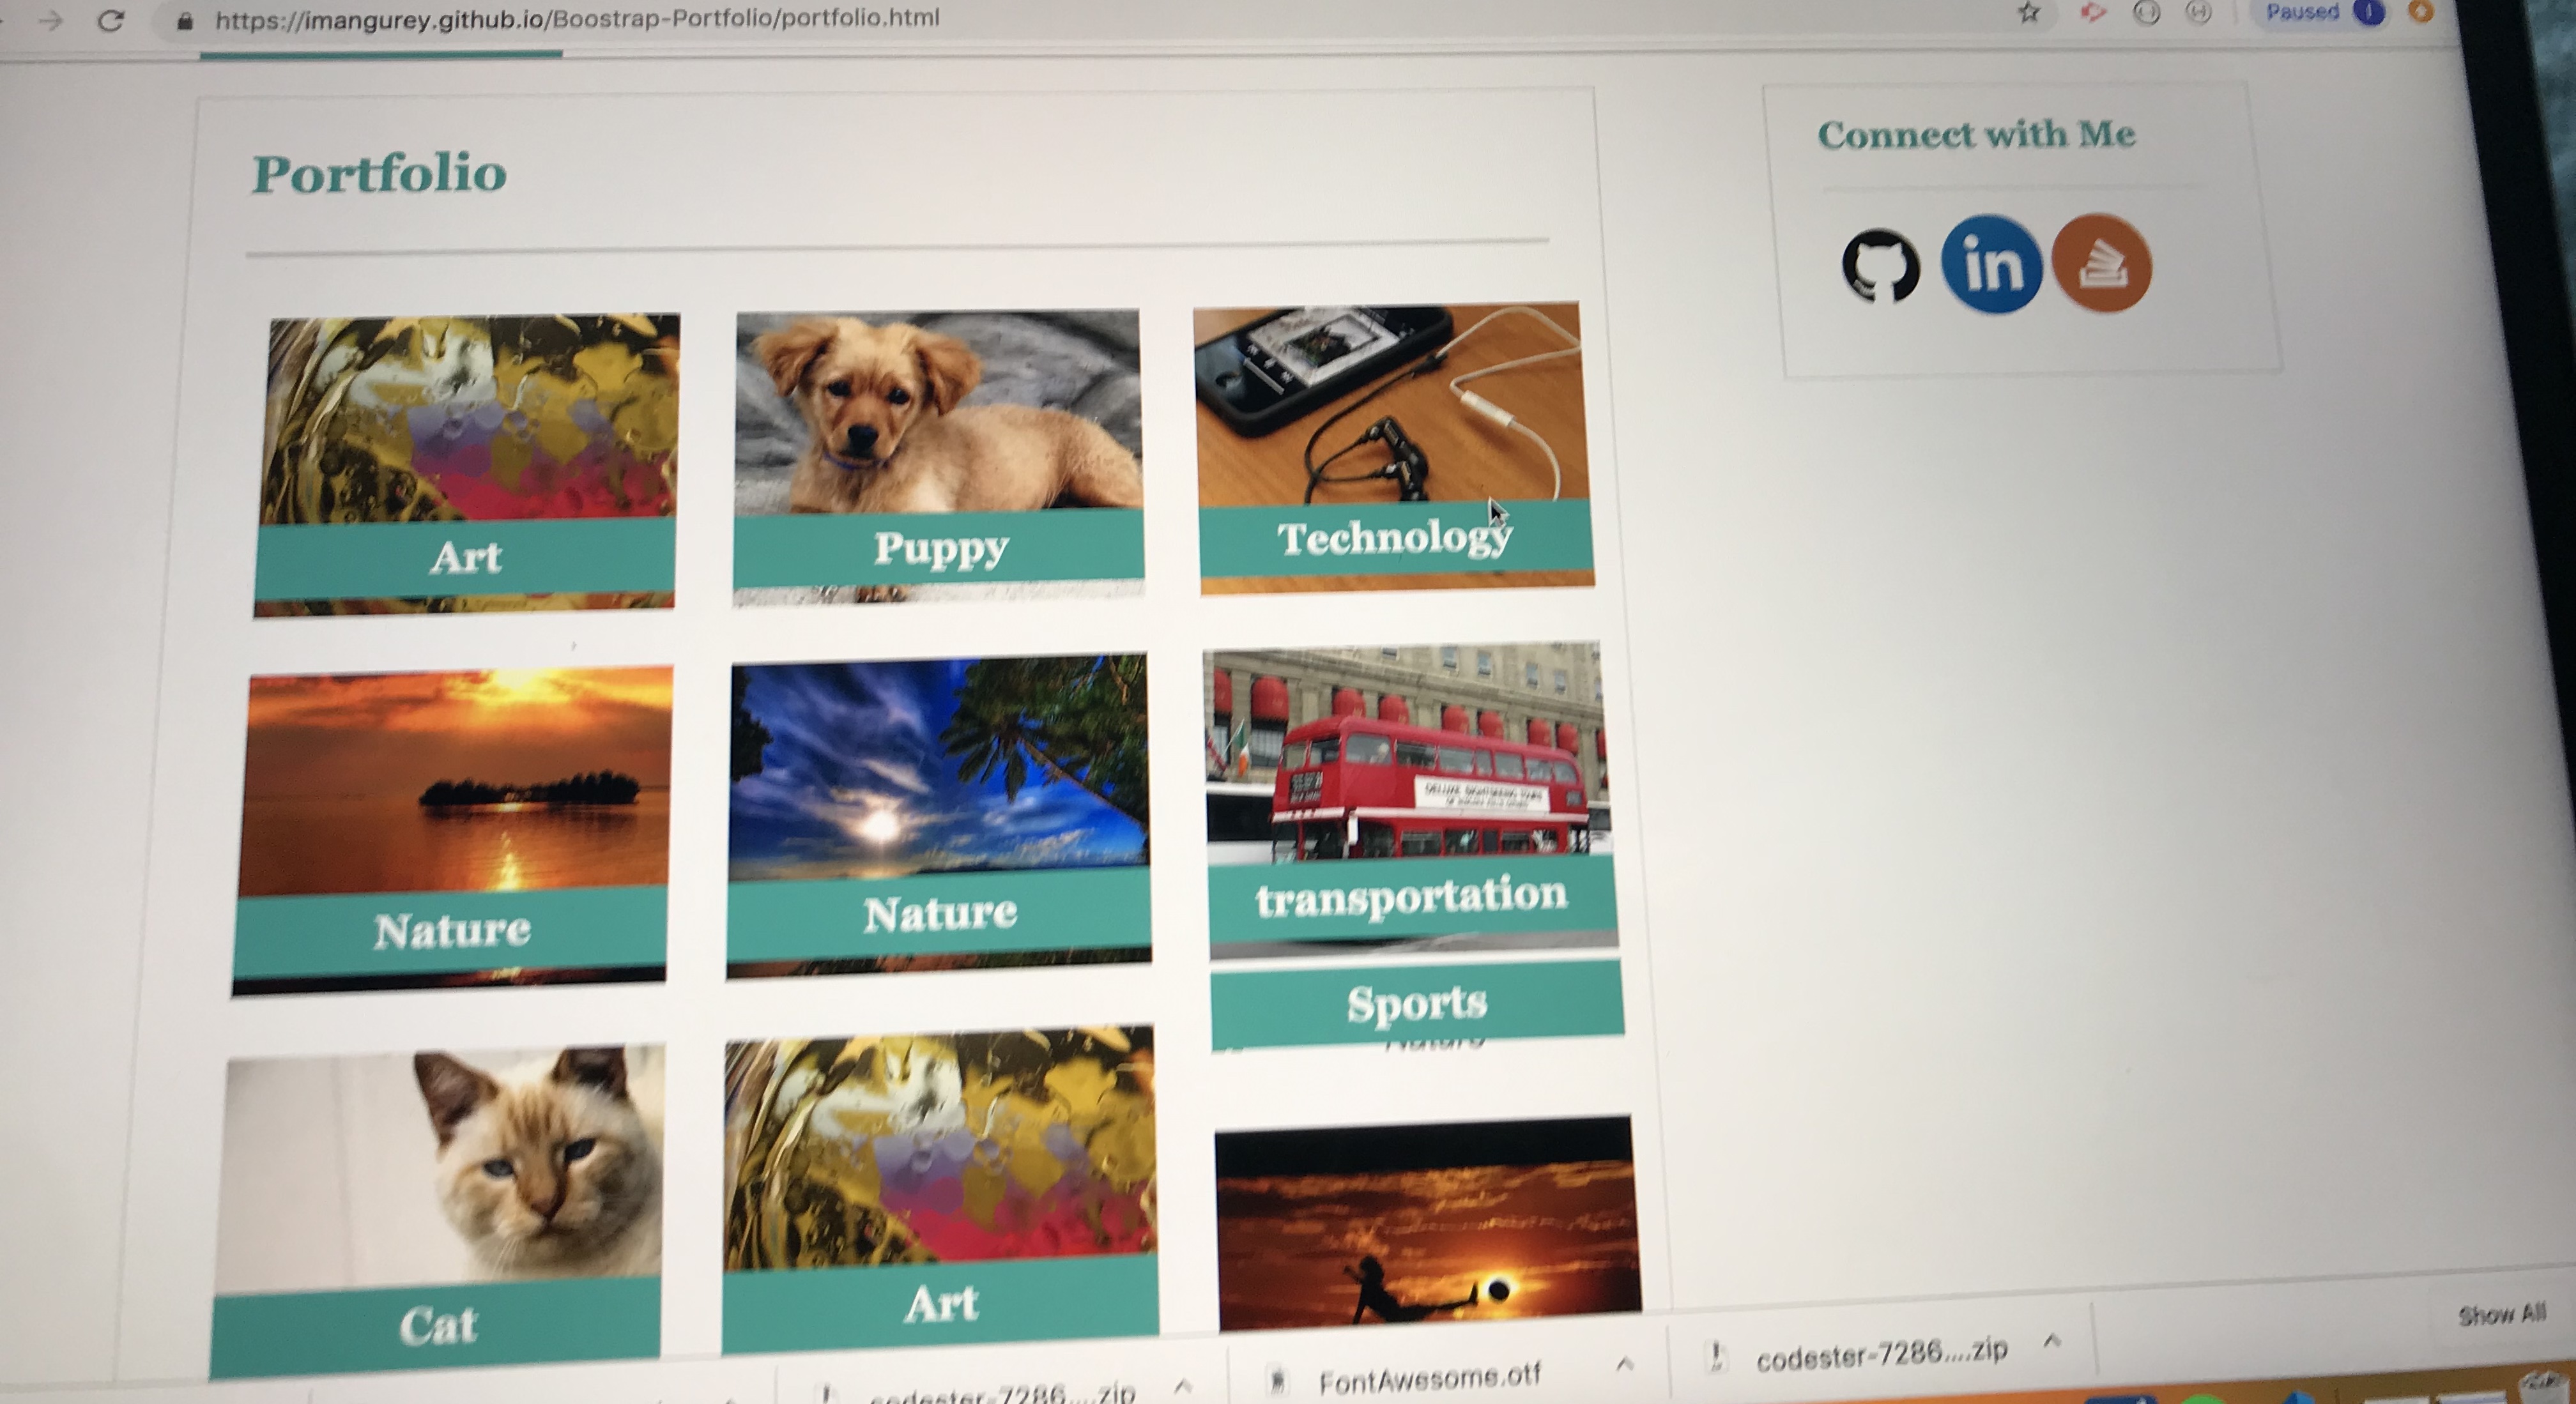 https://imangurey.github.io/Boostrap-Portfolio/portfolio.html
Paused
Portfolio
Connect with Me
in
Art
Puppy
Technology
Nature
Nature
transportation
Sports
Cat
Art
codester-7286....zip
FontAwesome.otf
codester-7286....zip
Show All